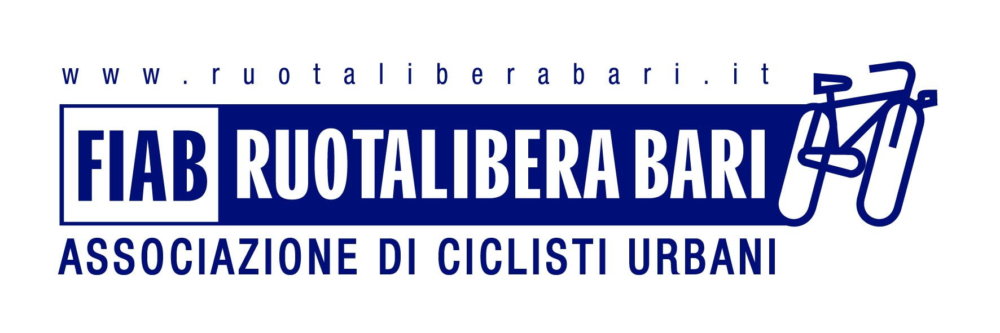 www.ruotaliberabari.it
FIAB RUOTALIBERA BARI
ASSOCIAZIONE DI CICLISTI URBANI